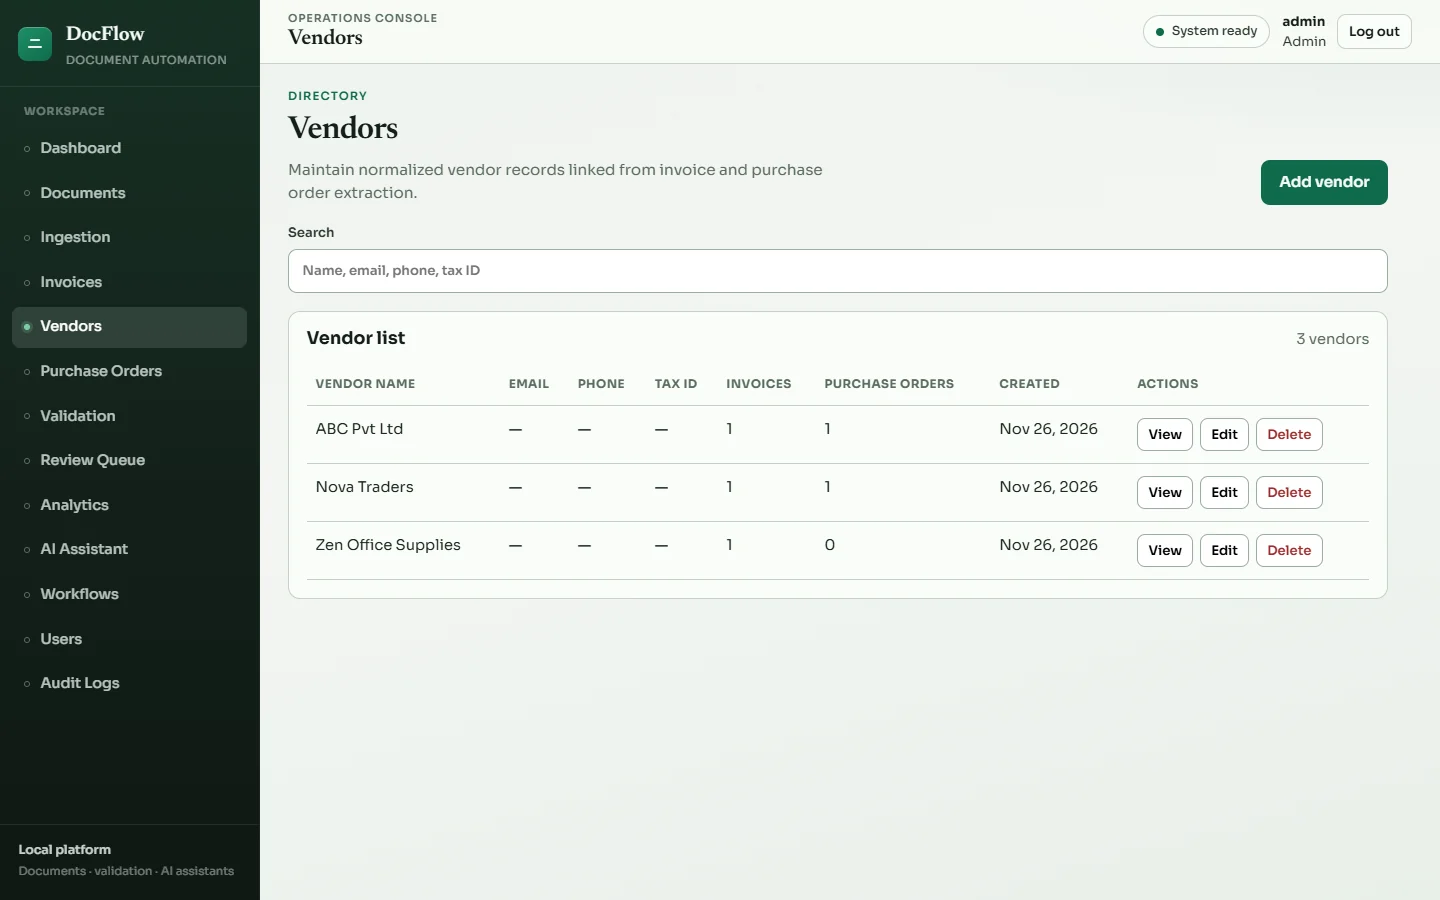 DocFlow
DOCUMENT AUTOMATION
WORKSPACE
Dashboard
Documents
Ingestion
Invoices
Vendors
Purchase Orders
Validation
Review Queue
Analytics
AI Assistant
Workflows
Users
Audit Logs
Local platform
Documents · validation · AI assistants
OPERATIONS CONSOLE
Vendors
System ready
admin
Admin
Log out
DIRECTORY
Vendors
Maintain normalized vendor records linked from invoice and purchase
order extraction.
Add vendor
Search
Name, email, phone, tax ID
Vendor list
3 vendors
VENDOR NAME EMAIL PHONE TAX ID INVOICES PURCHASE ORDERS CREATED ACTIONS
ABC Pvt Ltd — — — 1 1 Nov 26, 2026 View Edit Delete
Nova Traders — — — 1 1 Nov 26, 2026 View Edit Delete
Zen Office Supplies — — — 1 0 Nov 26, 2026 View Edit Delete